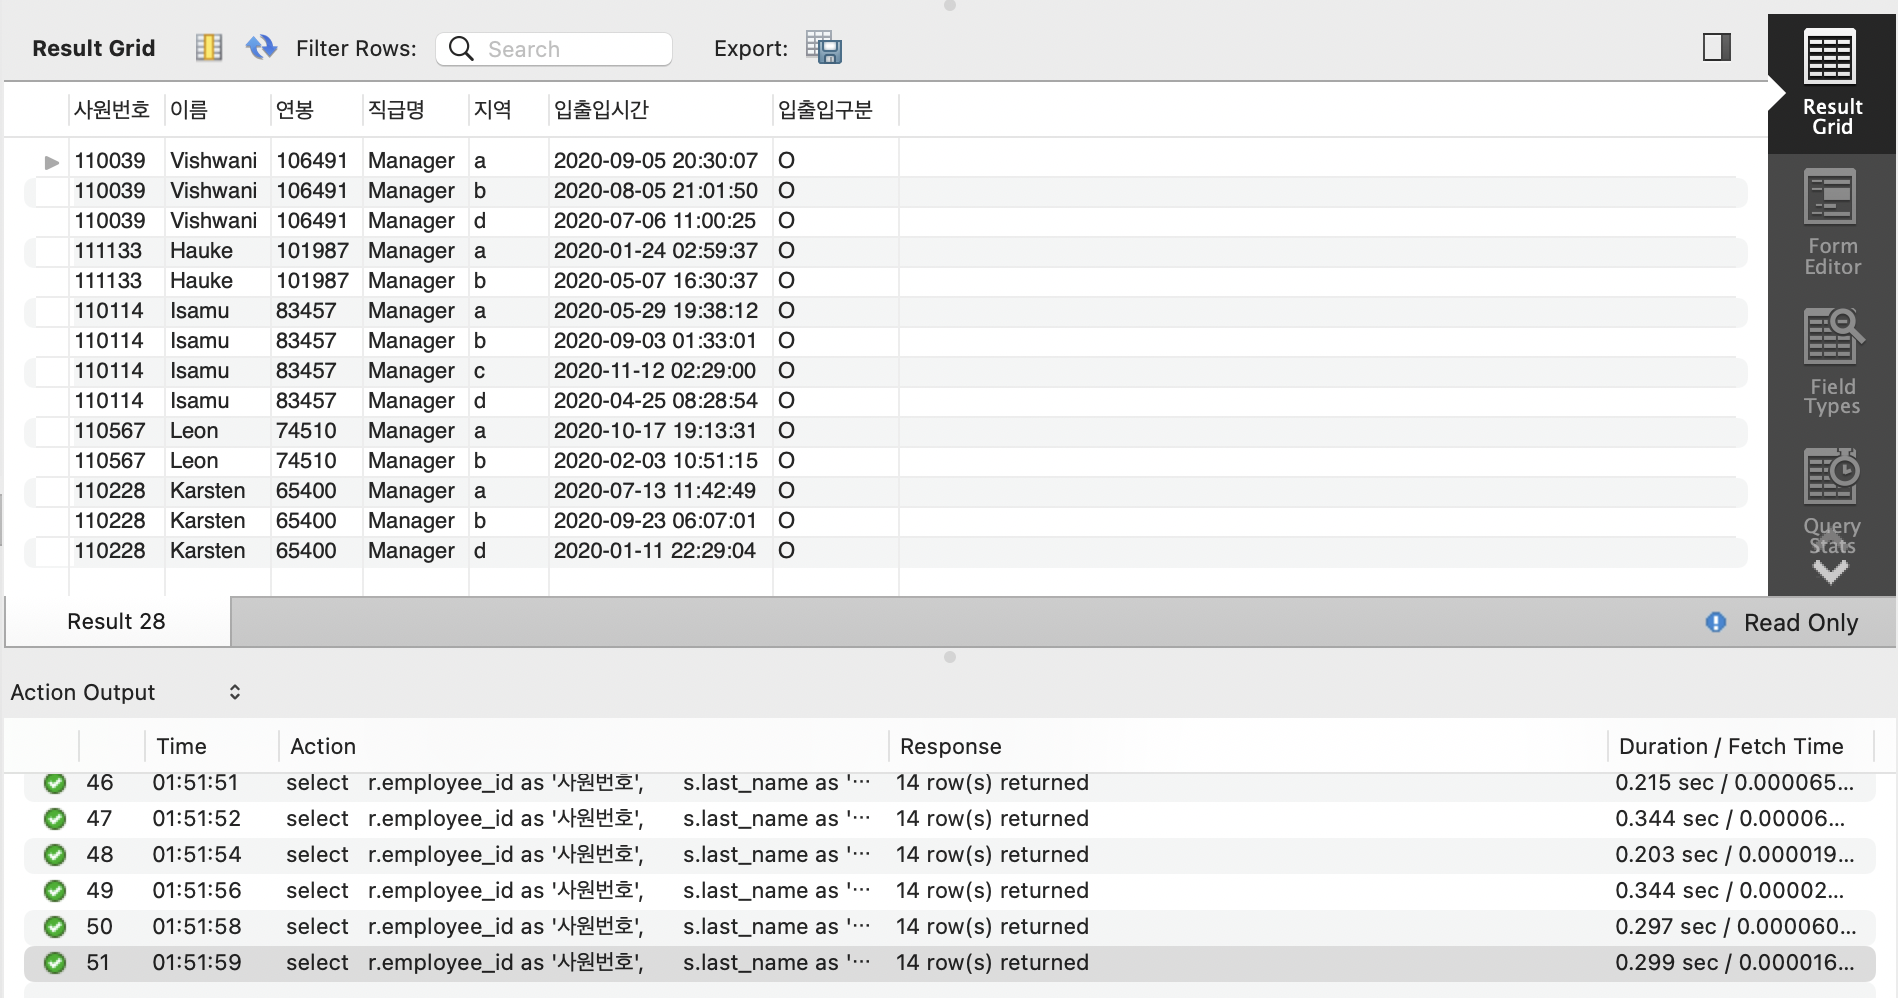 Result Grid Filter Rows: Search Export:
사원번호 이름 연봉 직급명 지역 입출입시간 입출입구분
110039 Vishwani 106491 Manager a 2020-09-05 20:30:07 O
110039 Vishwani 106491 Manager b 2020-08-05 21:01:50 O
110039 Vishwani 106491 Manager d 2020-07-06 11:00:25 O
111133 Hauke 101987 Manager a 2020-01-24 02:59:37 O
111133 Hauke 101987 Manager b 2020-05-07 16:30:37 O
110114 Isamu 83457 Manager a 2020-05-29 19:38:12 O
110114 Isamu 83457 Manager b 2020-09-03 01:33:01 O
110114 Isamu 83457 Manager c 2020-11-12 02:29:00 O
110114 Isamu 83457 Manager d 2020-04-25 08:28:54 O
110567 Leon 74510 Manager a 2020-10-17 19:13:31 O
110567 Leon 74510 Manager b 2020-02-03 10:51:15 O
110228 Karsten 65400 Manager a 2020-07-13 11:42:49 O
110228 Karsten 65400 Manager b 2020-09-23 06:07:01 O
110228 Karsten 65400 Manager d 2020-01-11 22:29:04 O
Result
Grid
Form
Editor
Field
Types
Query
Stats
Result 28 Read Only
Action Output
Time Action Response Duration / Fetch Time
46 01:51:51 select r.employee_id as '사원번호', s.last_name as '… 14 row(s) returned 0.215 sec / 0.000065...
47 01:51:52 select r.employee_id as '사원번호', s.last_name as '… 14 row(s) returned 0.344 sec / 0.00006...
48 01:51:54 select r.employee_id as '사원번호', s.last_name as '… 14 row(s) returned 0.203 sec / 0.000019...
49 01:51:56 select r.employee_id as '사원번호', s.last_name as '… 14 row(s) returned 0.344 sec / 0.00002...
50 01:51:58 select r.employee_id as '사원번호', s.last_name as '… 14 row(s) returned 0.297 sec / 0.000060...
51 01:51:59 select r.employee_id as '사원번호', s.last_name as '… 14 row(s) returned 0.299 sec / 0.000016...